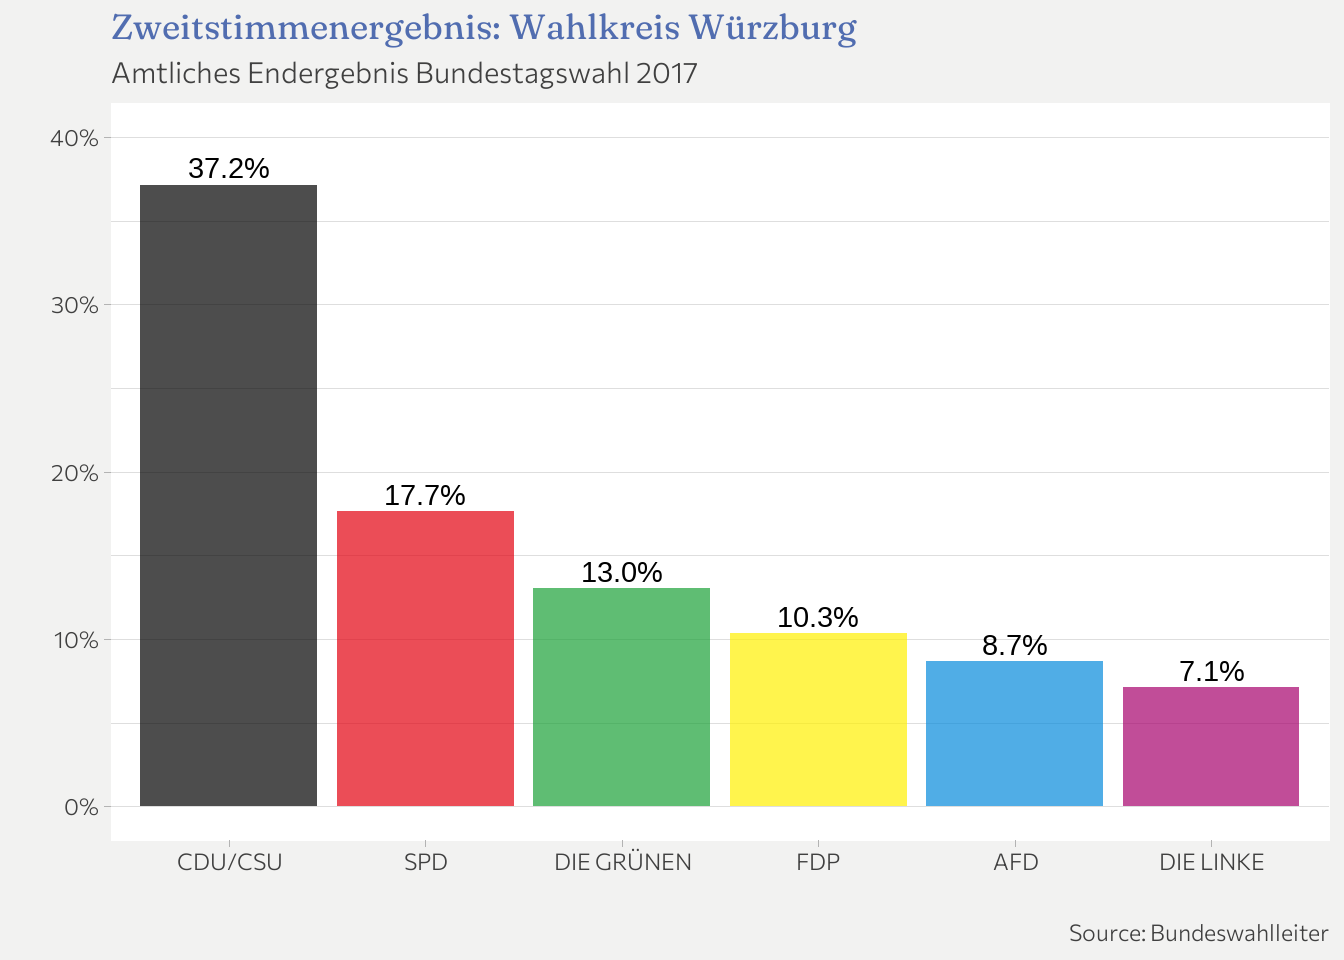 Zweitstimmenergebnis: Wahlkreis Würzburg
Amtliches Endergebnis Bundestagswahl 2017
40%
30%
20%
10%
0%
37.2%
17.7%
13.0%
10.3%
8.7%
7.1%
CDU/CSU SPD DIE GRÜNEN FDP AFD DIE LINKE
Source: Bundeswahlleiter